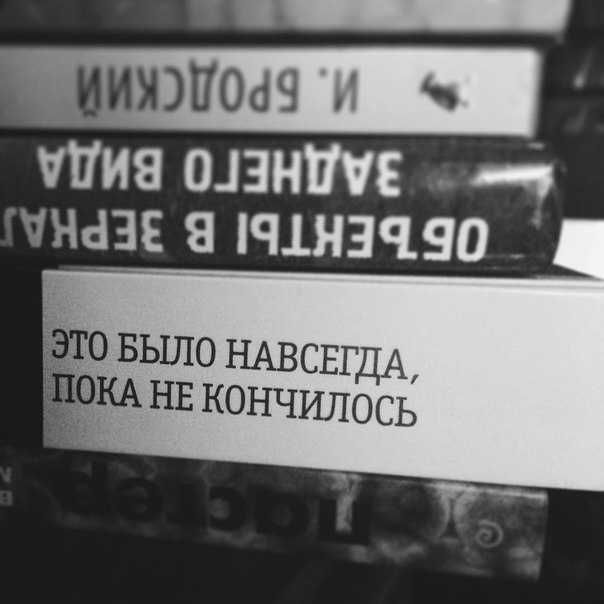 И. БРОДСКИЙ
ОБЪЕКТЫ В ЗЕРКАЛ
ЗАДНЕГО ВИДА
ЭТО БЫЛО НАВСЕГДА,
ПОКА НЕ КОНЧИЛОСЬ